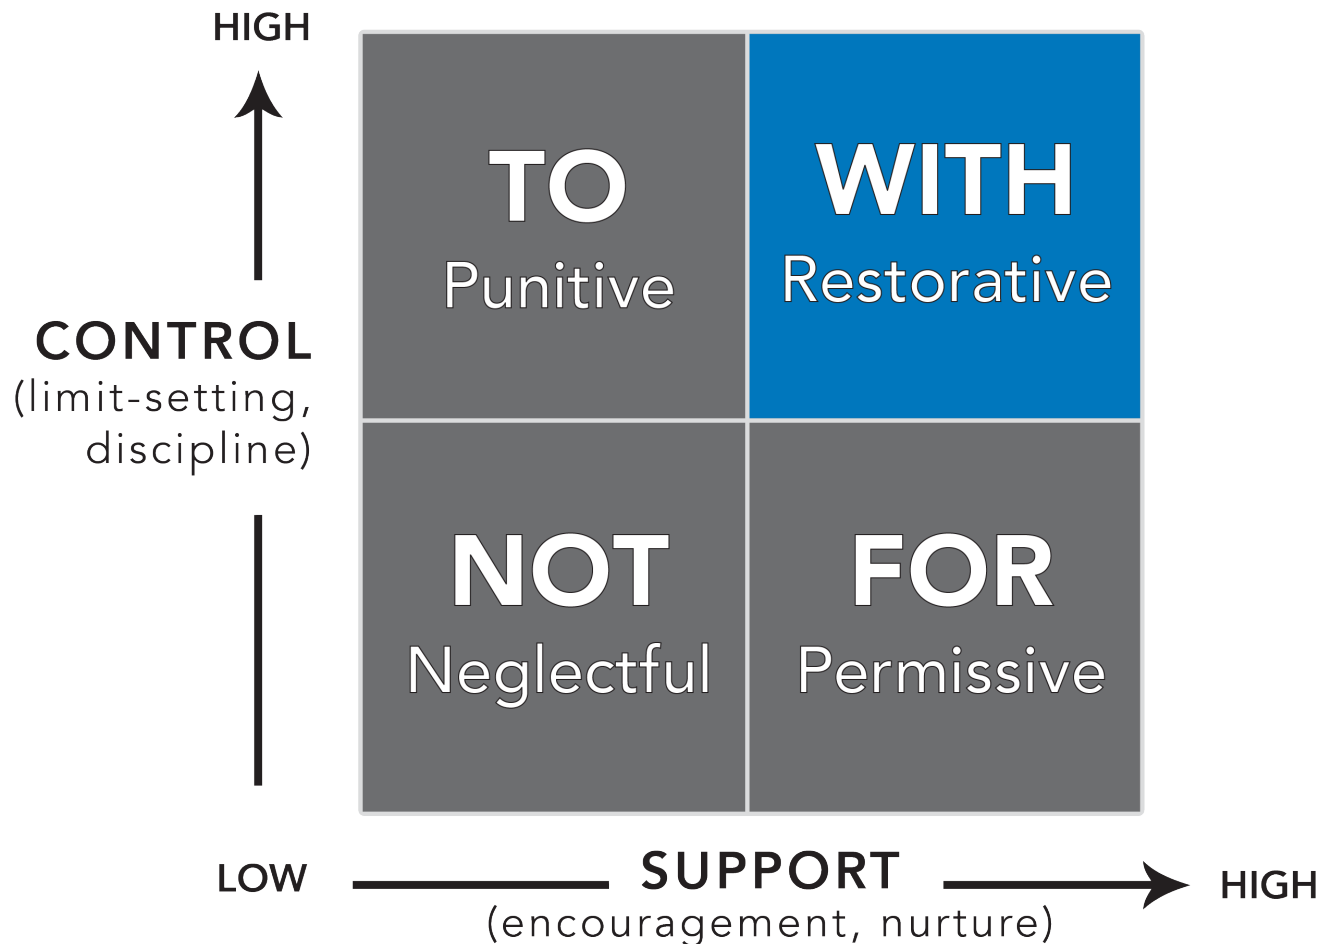 HIGH
TO
Punitive
WITH
Restorative
CONTROL
(limit-setting,
discipline)
NOT
Neglectful
FOR
Permissive
LOW
SUPPORT
(encouragement, nurture)
HIGH